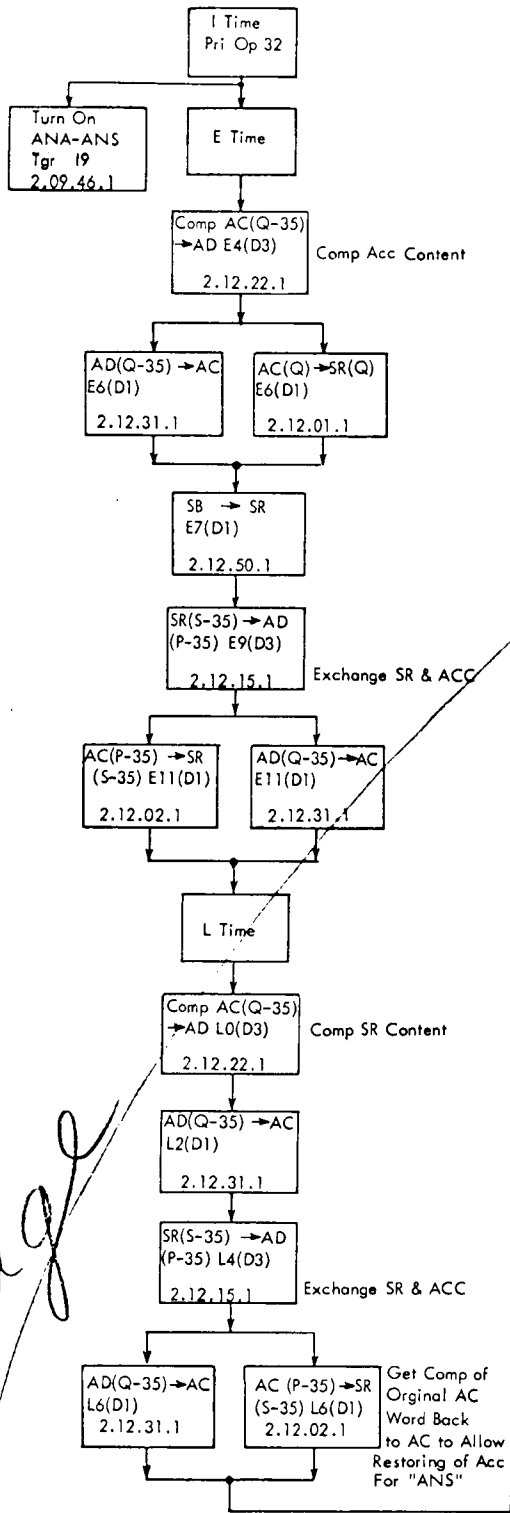 I Time
Pri Op 32
Turn On
ANA-ANS
Tgr 19
2.09.46.1
E Time
Comp AC(Q-35)
→AD E4(D3)
2.12.22.1
Comp Acc Content
AD(Q-35)→AC
E6(D1)
2.12.31.1
AC(Q)→SR(Q)
E6(D1)
2.12.01.1
SB → SR
E7(D1)
2.12.50.1
SR(S-35)→AD
(P-35) E9(D3)
2.12.15.1
Exchange SR & ACC
AC(P-35)→SR
(S-35) E11(D1)
2.12.02.1
AD(Q-35)→AC
E11(D1)
2.12.31.1
L Time
Comp AC(Q-35)
→AD L0(D3)
2.12.22.1
Comp SR Content
AD(Q-35)→AC
L2(D1)
2.12.31.1
SR(S-35)→AD
(P-35) L4(D3)
2.12.15.1
Exchange SR & ACC
AD(Q-35)→AC
L6(D1)
2.12.31.1
AC (P-35)→SR
(S-35) L6(D1)
2.12.02.1
Get Comp of
Orginal AC
Word Back
to AC to Allow
Restoring of Acc
For "ANS"